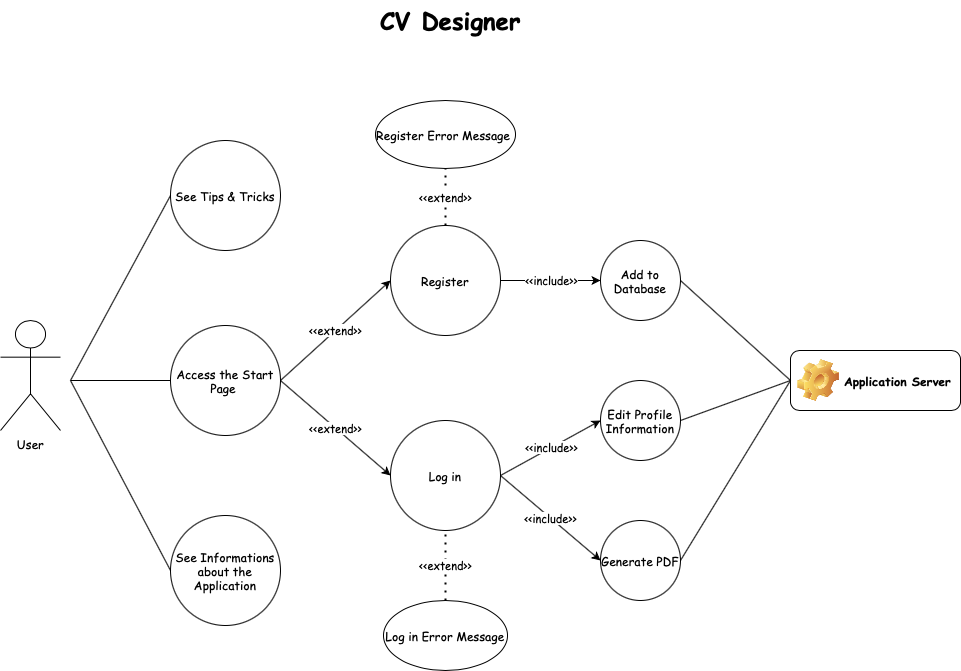 CV Designer
Register Error Message
<<extend>>
See Tips & Tricks
Register
<<include>>
Add to
Database
<<extend>>
Access the Start
Page
Application Server
User
<<extend>>
Edit Profile
Information
<<include>>
Log in
<<include>>
See Informations
about the
Application
<<extend>>
Generate PDF
Log in Error Message